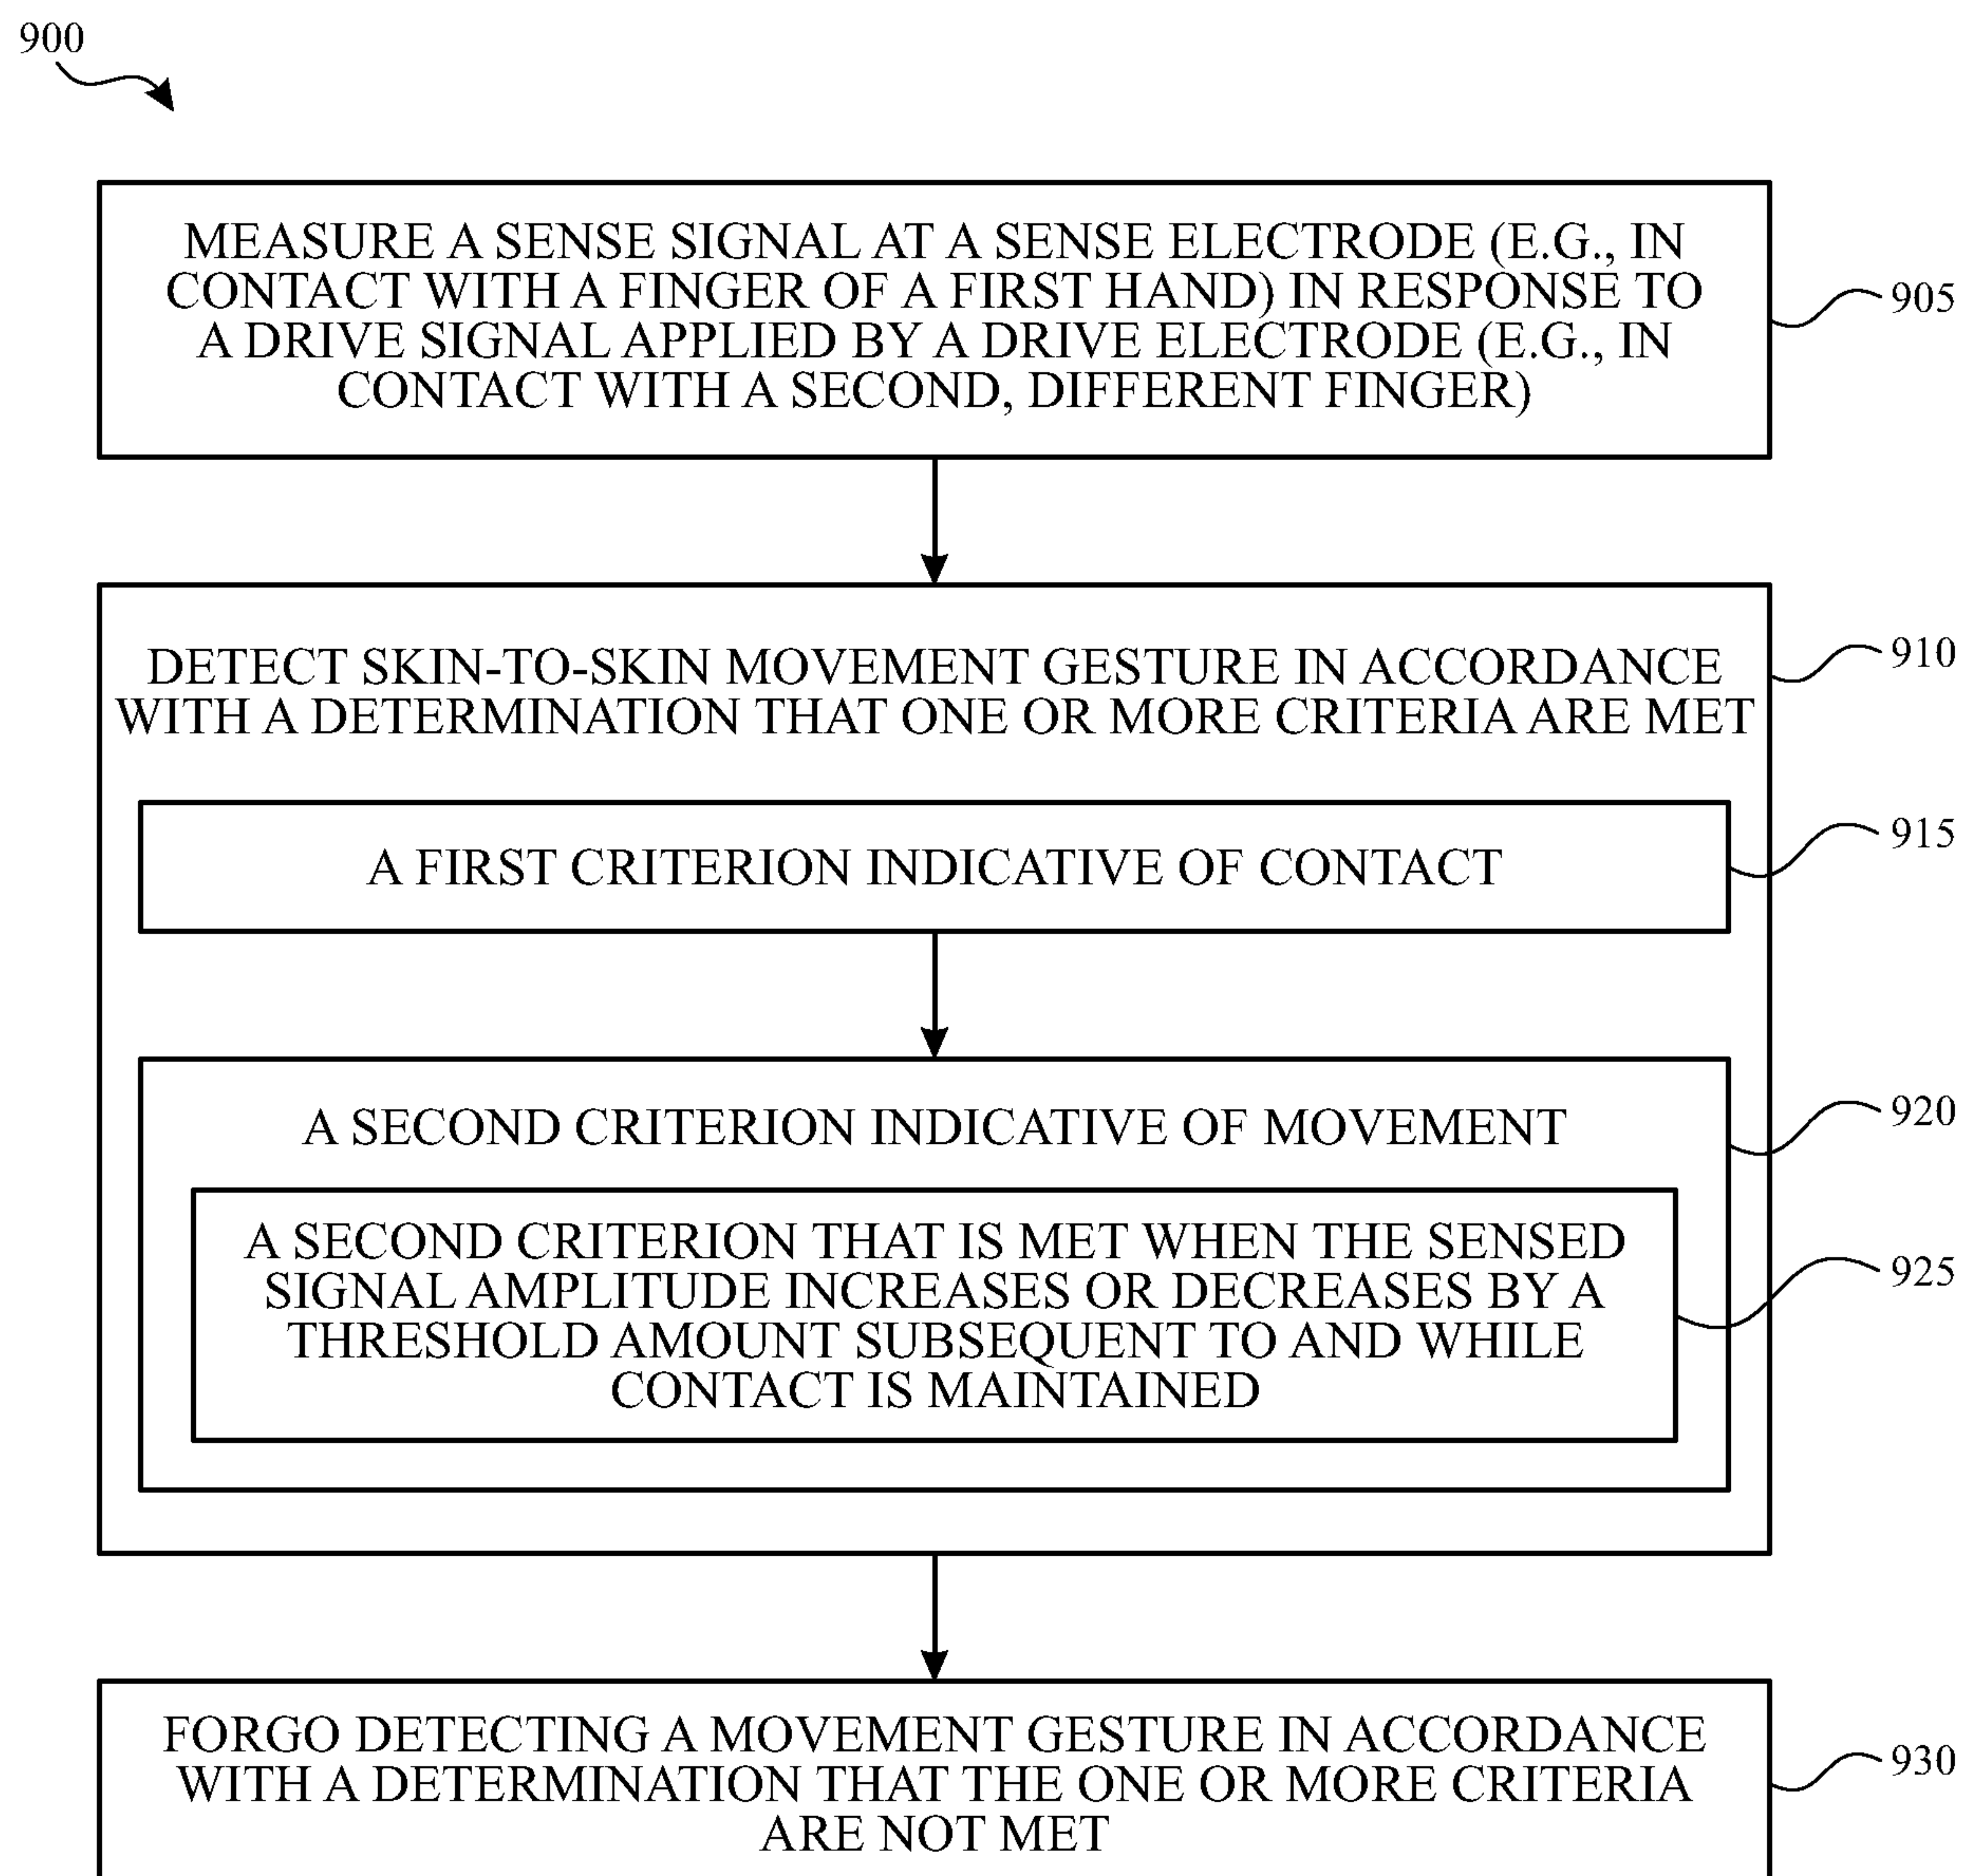 900
MEASURE A SENSE SIGNAL AT A SENSE ELECTRODE (E.G., IN
CONTACT WITH A FINGER OF A FIRST HAND) IN RESPONSE TO
A DRIVE SIGNAL APPLIED BY A DRIVE ELECTRODE (E.G., IN
CONTACT WITH A SECOND, DIFFERENT FINGER)
905
DETECT SKIN-TO-SKIN MOVEMENT GESTURE IN ACCORDANCE
WITH A DETERMINATION THAT ONE OR MORE CRITERIA ARE MET
910
A FIRST CRITERION INDICATIVE OF CONTACT
915
A SECOND CRITERION INDICATIVE OF MOVEMENT
920
A SECOND CRITERION THAT IS MET WHEN THE SENSED
SIGNAL AMPLITUDE INCREASES OR DECREASES BY A
THRESHOLD AMOUNT SUBSEQUENT TO AND WHILE
CONTACT IS MAINTAINED
925
FORGO DETECTING A MOVEMENT GESTURE IN ACCORDANCE
WITH A DETERMINATION THAT THE ONE OR MORE CRITERIA
ARE NOT MET
930